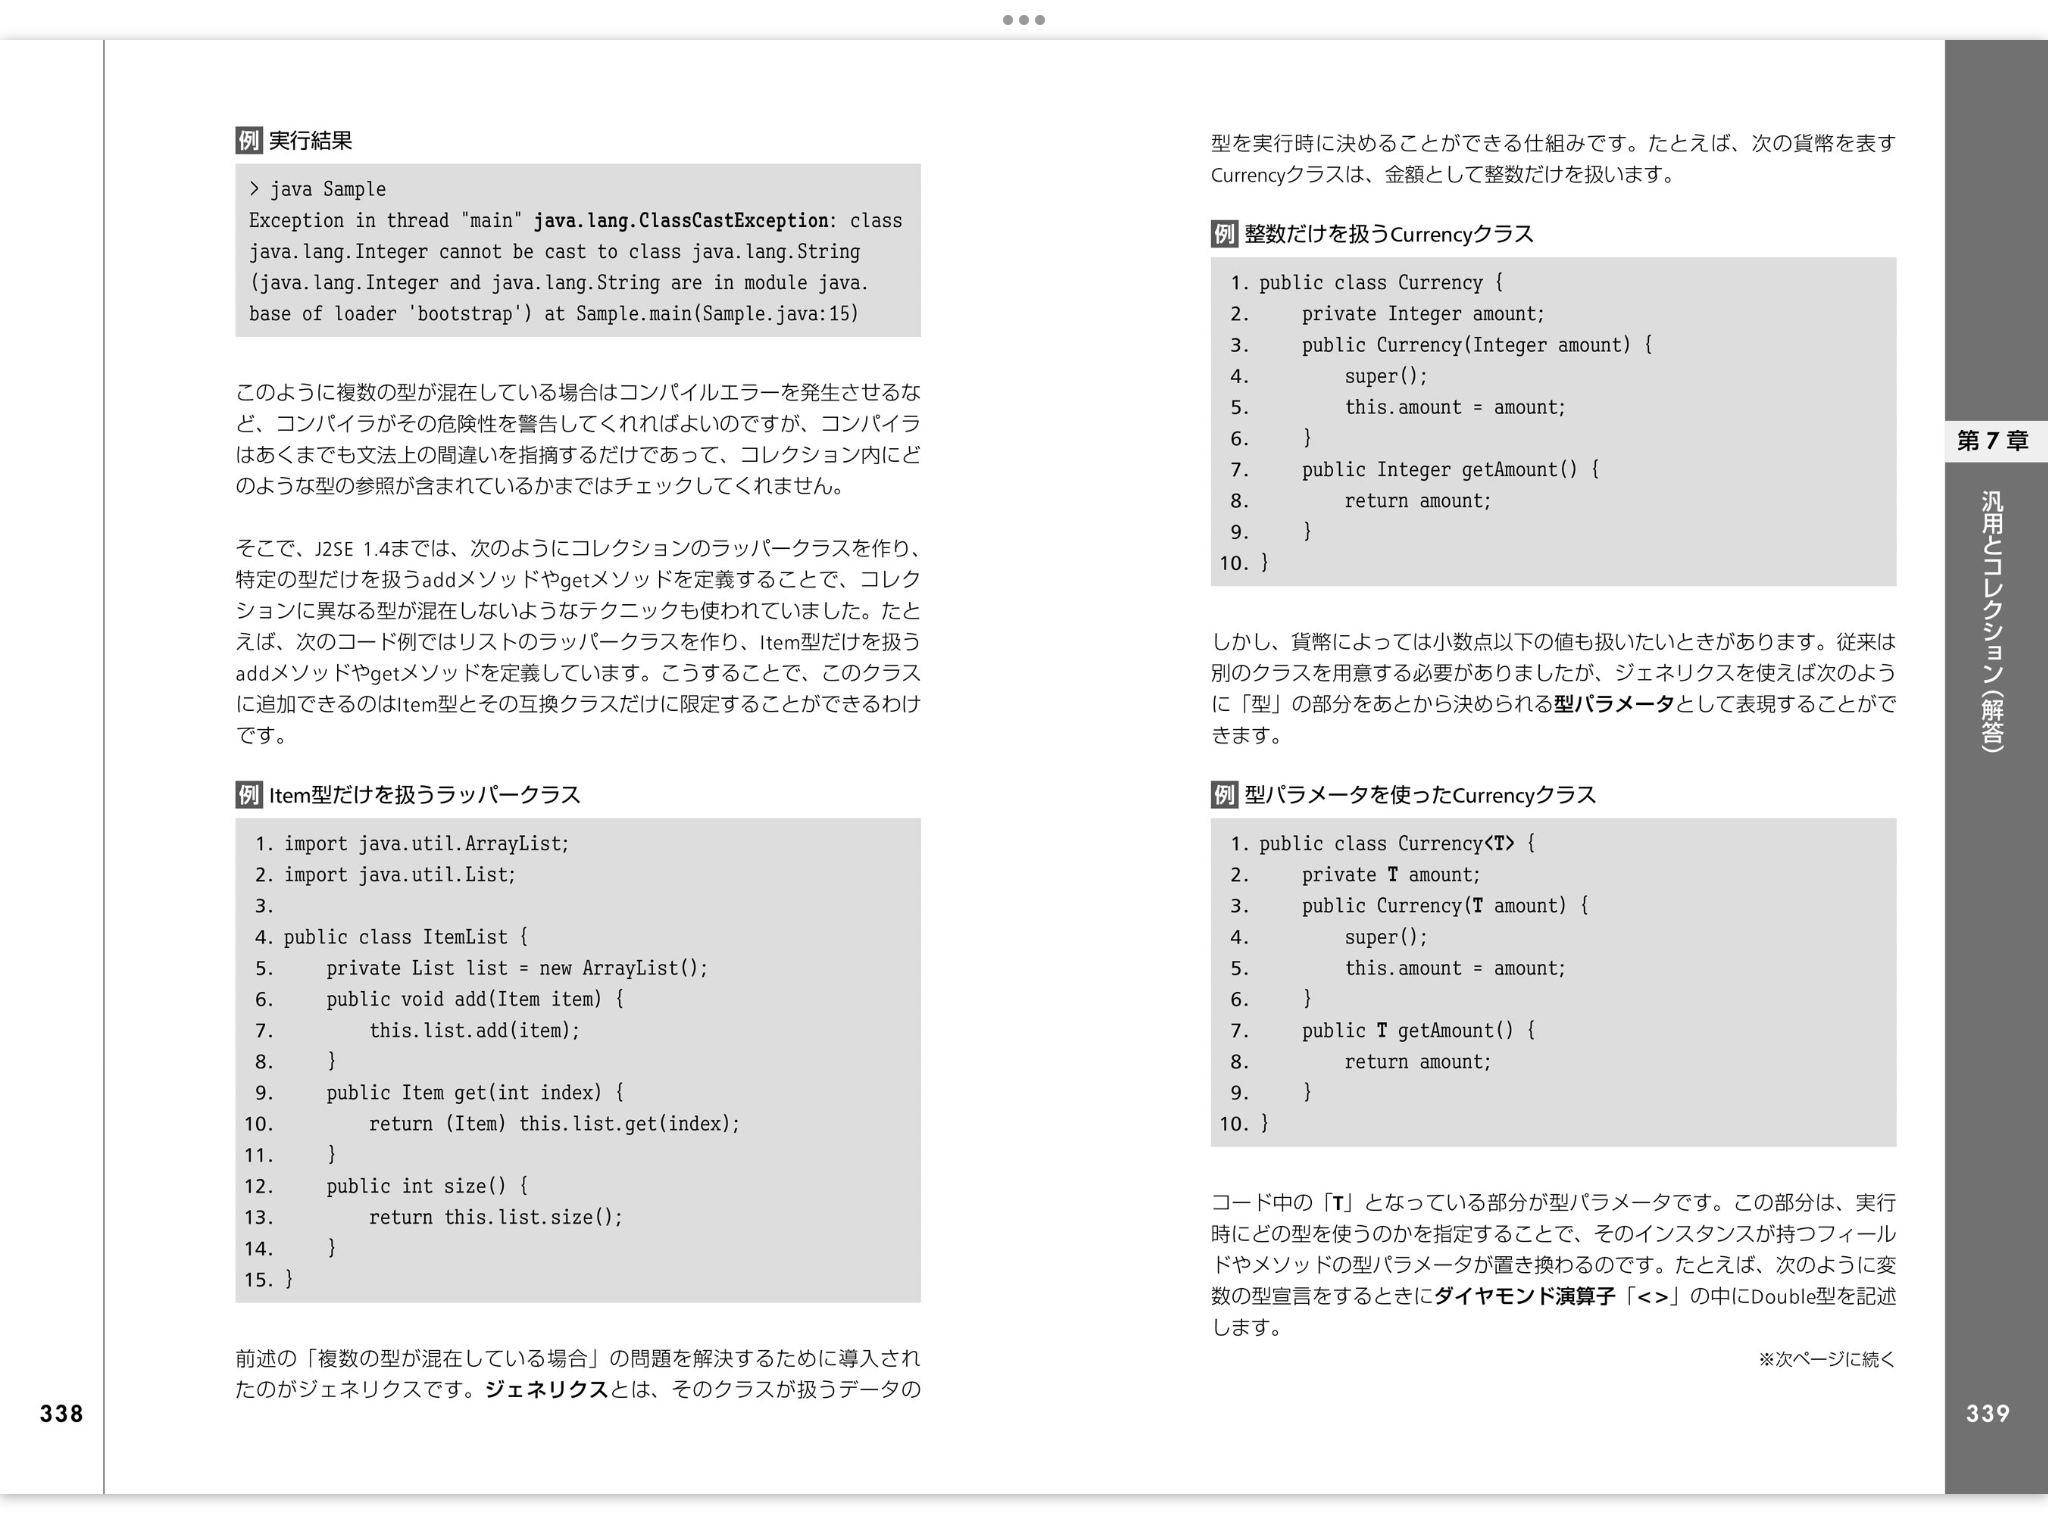 例 実行結果
> java Sample
Exception in thread "main" java.lang.ClassCastException: class
java.lang.Integer cannot be cast to class java.lang.String
(java.lang.Integer and java.lang.String are in module java.
base of loader 'bootstrap') at Sample.main(Sample.java:15)
このように複数の型が混在している場合はコンパイルエラーを発生させるな
ど、コンパイラがその危険性を警告してくれればよいのですが、コンパイラ
はあくまでも文法上の間違いを指摘するだけであって、コレクション内にど
のような型の参照が含まれているかまではチェックしてくれません。
そこで、J2SE 1.4までは、次のようにコレクションのラッパークラスを作り、
特定の型だけを扱うaddメソッドやgetメソッドを定義することで、コレク
ションに異なる型が混在しないようなテクニックも使われていました。たと
えば、次のコード例ではリストのラッパークラスを作り、Item型だけを扱う
addメソッドやgetメソッドを定義しています。こうすることで、このクラス
に追加できるのはItem型とその互換クラスだけに限定することができるわけ
です。
例 Item型だけを扱うラッパークラス
1. import java.util.ArrayList;
2. import java.util.List;
3.
4. public class ItemList {
5.     private List list = new ArrayList();
6.     public void add(Item item) {
7.         this.list.add(item);
8.     }
9.     public Item get(int index) {
10.         return (Item) this.list.get(index);
11.     }
12.     public int size() {
13.         return this.list.size();
14.     }
15. }
前述の「複数の型が混在している場合」の問題を解決するために導入され
たのがジェネリクスです。ジェネリクスとは、そのクラスが扱うデータの
338
型を実行時に決めることができる仕組みです。たとえば、次の貨幣を表す
Currencyクラスは、金額として整数だけを扱います。
例 整数だけを扱うCurrencyクラス
1. public class Currency {
2.     private Integer amount;
3.     public Currency(Integer amount) {
4.         super();
5.         this.amount = amount;
6.     }
7.     public Integer getAmount() {
8.         return amount;
9.     }
10. }
しかし、貨幣によっては小数点以下の値も扱いたいときがあります。従来は
別のクラスを用意する必要がありましたが、ジェネリクスを使えば次のよう
に「型」の部分をあとから決められる型パラメータとして表現することがで
きます。
例 型パラメータを使ったCurrencyクラス
1. public class Currency<T> {
2.     private T amount;
3.     public Currency(T amount) {
4.         super();
5.         this.amount = amount;
6.     }
7.     public T getAmount() {
8.         return amount;
9.     }
10. }
コード中の「T」となっている部分が型パラメータです。この部分は、実行
時にどの型を使うのかを指定することで、そのインスタンスが持つフィール
ドやメソッドの型パラメータが置き換わるのです。たとえば、次のように変
数の型宣言をするときにダイヤモンド演算子「<>」の中にDouble型を記述
します。
※次ページに続く
第7章
汎用とコレクション(解答)
339